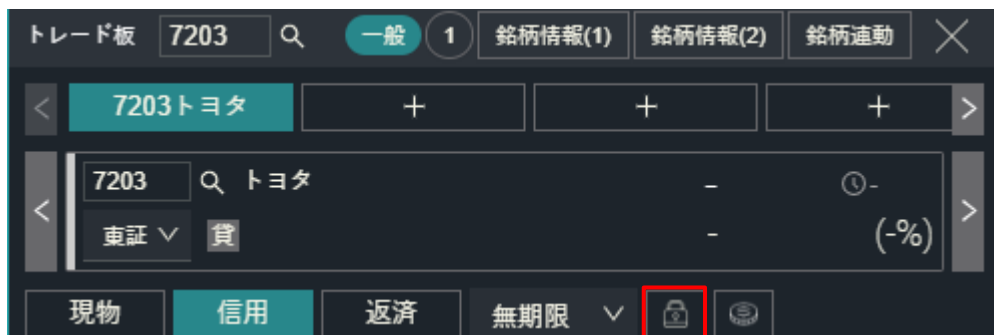 トレード板 7203 一般 1 銘柄情報(1) 銘柄情報(2) 銘柄連動
< 7203トヨタ + + + >
7203 トヨタ - -
東証 貸 - (-%)
現物 信用 返済 無期限